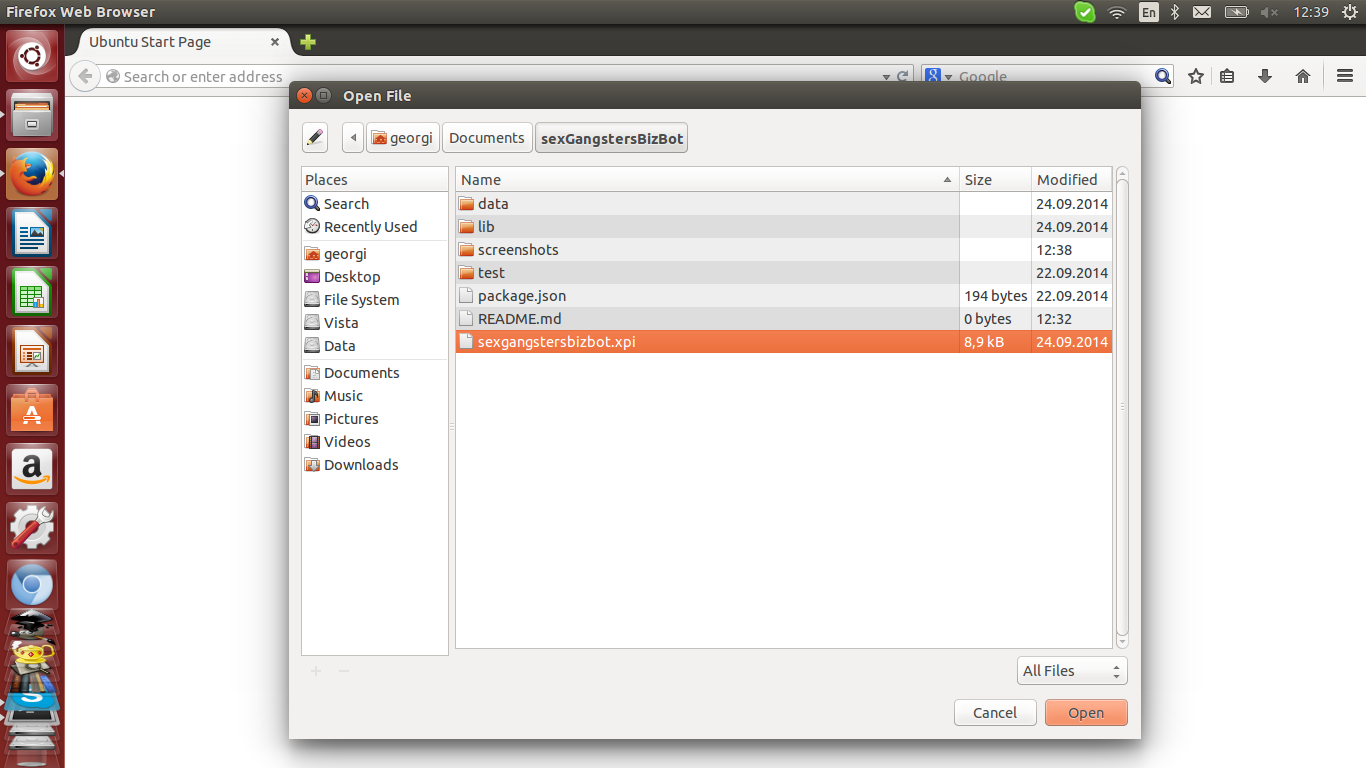 Firefox Web Browser
En
12:39
Ubuntu Start Page
Search or enter address
8
Google
Open File
georgi
Documents
sexGangstersBizBot
Places
Name
Size
Modified
Search
data
24.09.2014
Recently Used
lib
24.09.2014
georgi
screenshots
12:38
Desktop
test
22.09.2014
File System
package.json
194 bytes
22.09.2014
Vista
README.md
0 bytes
12:32
Data
sexgangstersbizbot.xpi
8,9 kB
24.09.2014
Documents
Music
Pictures
Videos
Downloads
All Files
Cancel
Open
A
a
S